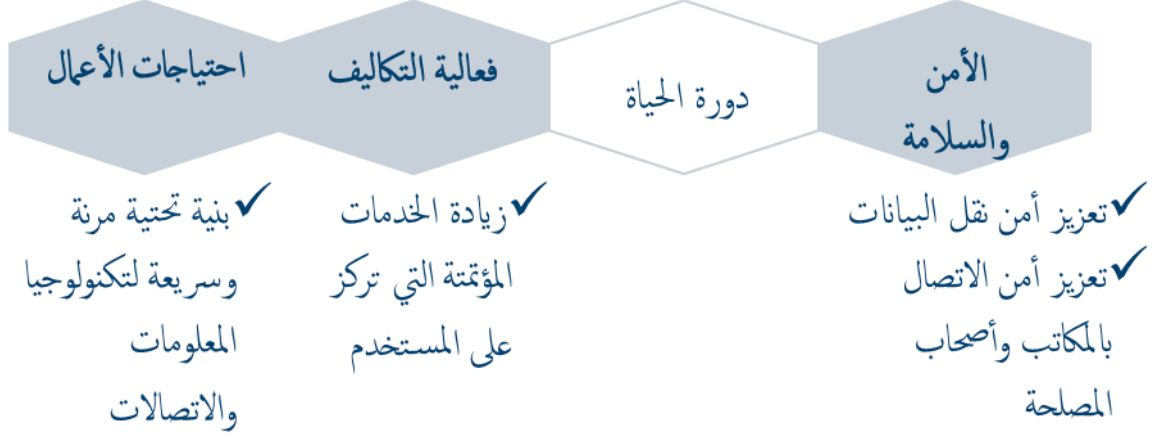 الأمن
والسلامة
تعزيز أمن نقل البيانات
تعزيز أمن الاتصال
بالمكاتب وأصحاب
المصلحة
دورة الحياة
فعالية التكاليف
زيادة الخدمات
المؤتمتة التي تركز
على المستخدم
احتياجات الأعمال
بنية تحتية مرنة
وسريعة لتكنولوجيا
المعلومات
والاتصالات